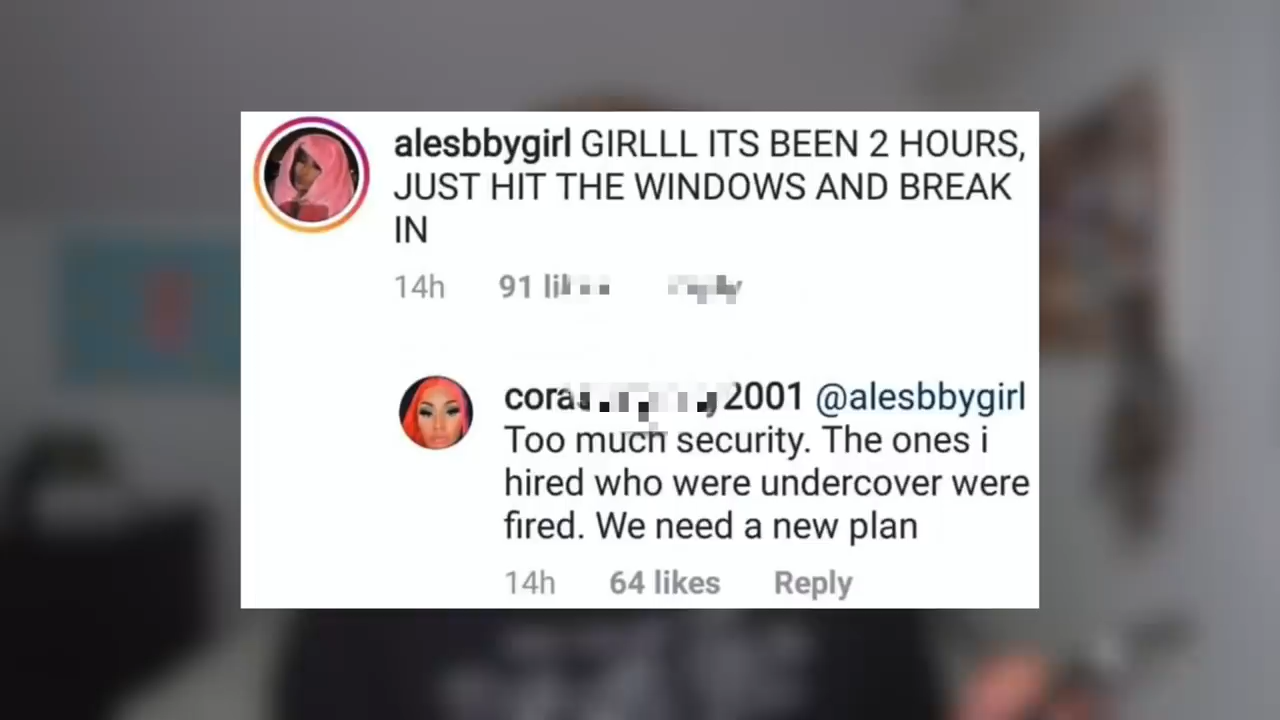 alesbbygirl GIRLLL ITS BEEN 2 HOURS,
JUST HIT THE WINDOWS AND BREAK
IN
14h 91
2001 @alesbbygirl
Too much security. The ones i
hired who were undercover were
fired. We need a new plan
14h 64 likes Reply